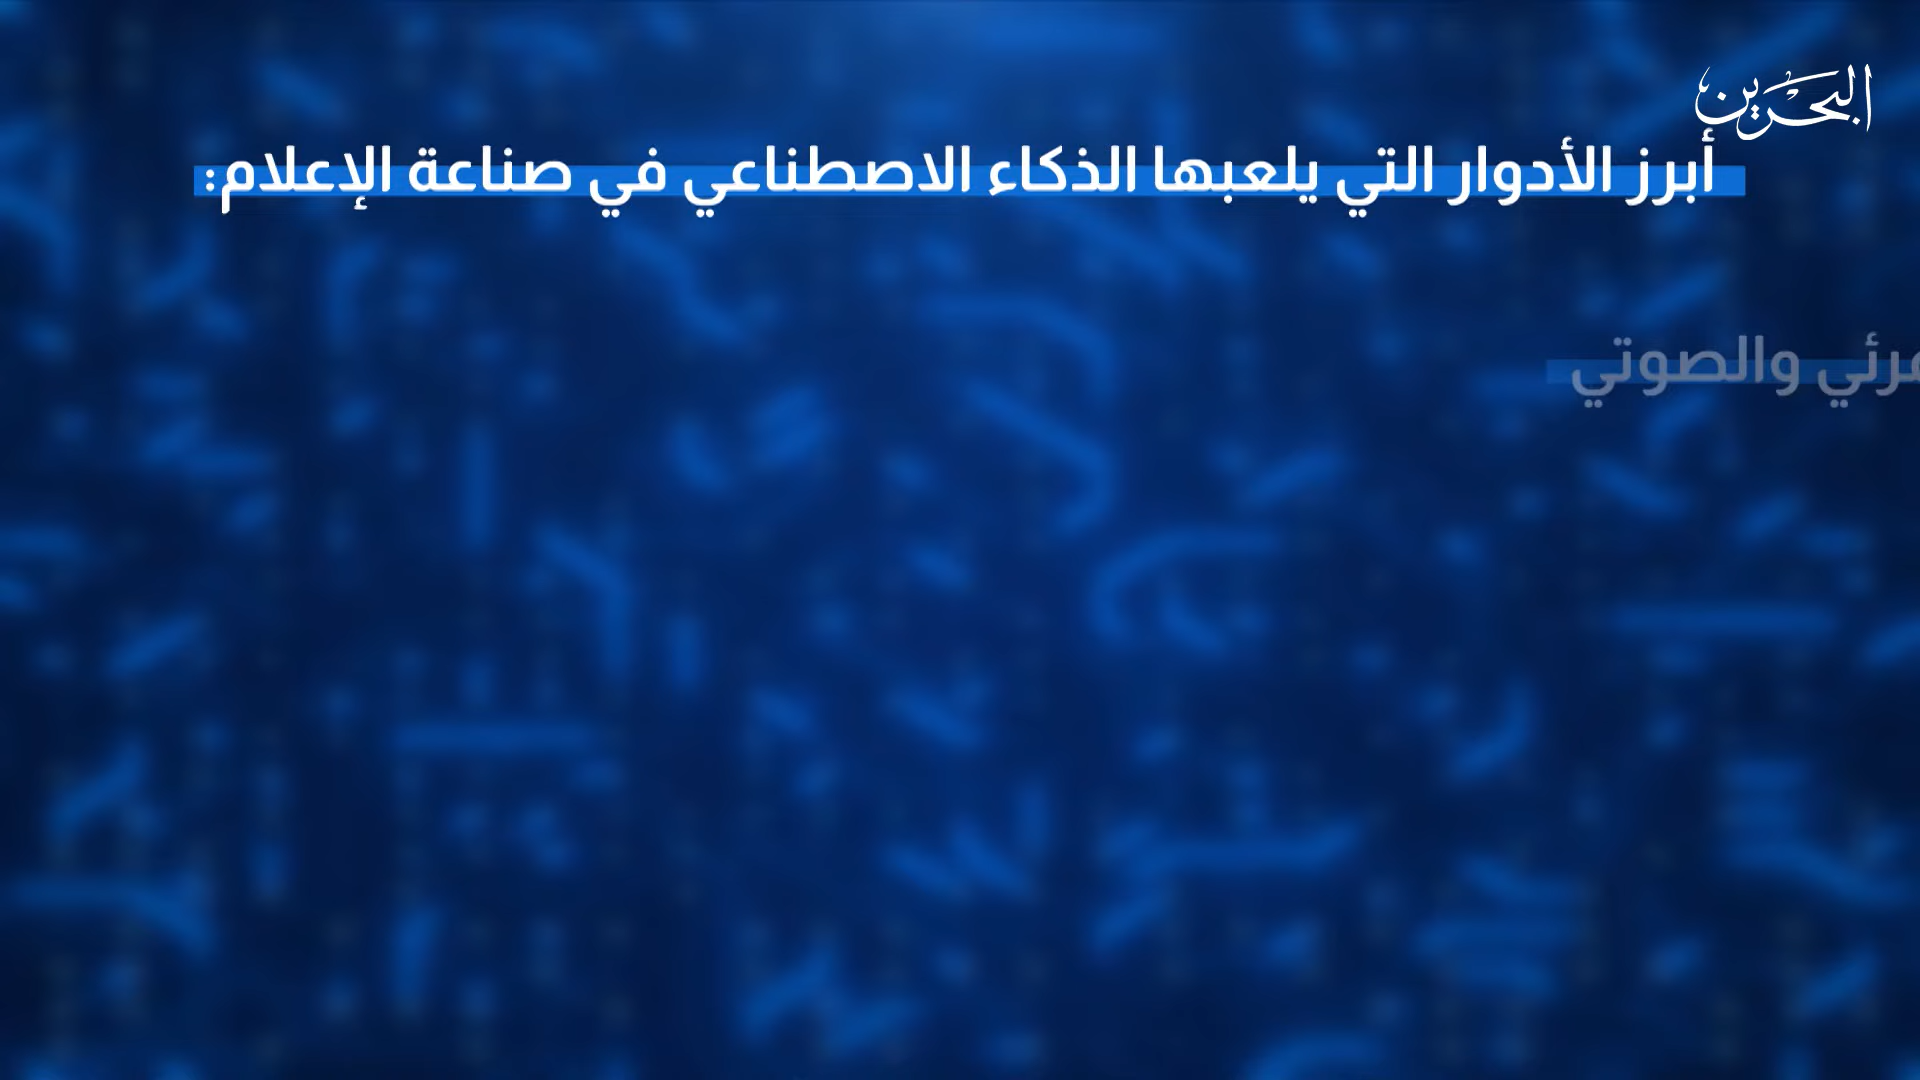 البحرين
أبرز الأدوار التي يلعبها الذكاء الاصطناعي في صناعة الإعلام:
والصوتي